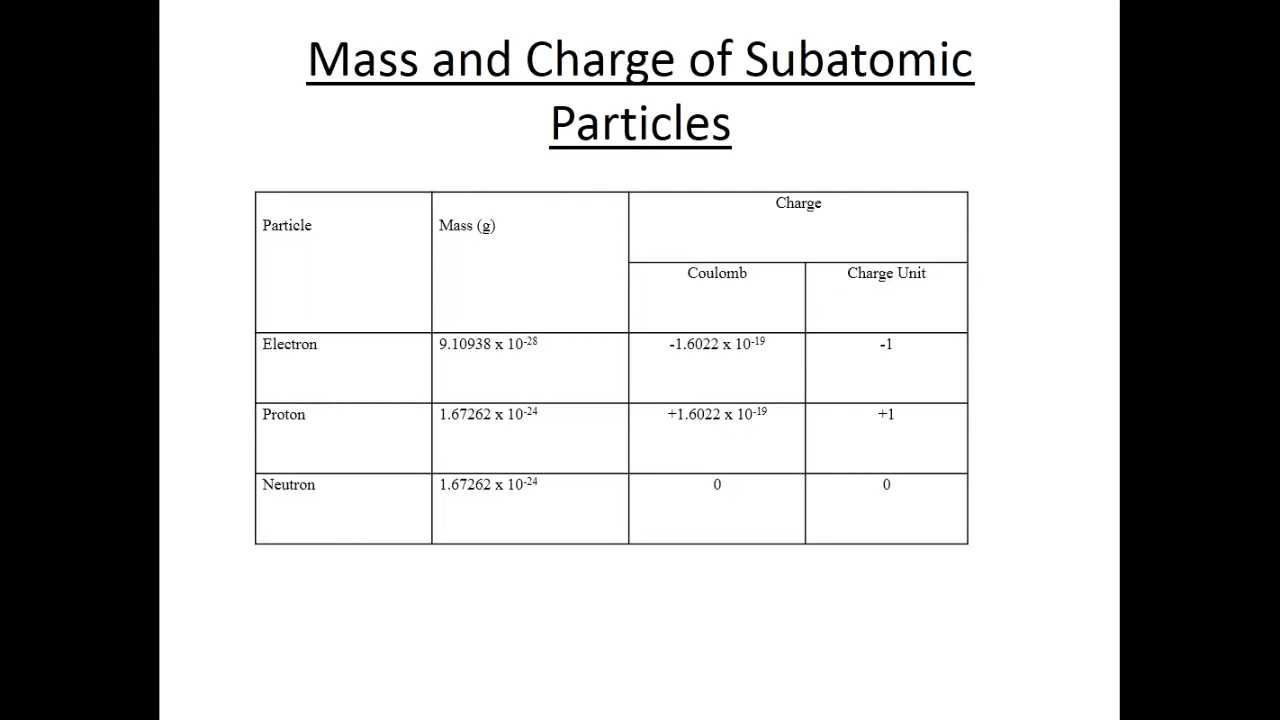 Mass and Charge of Subatomic
Particles
Charge
Particle Mass (g)
Coulomb Charge Unit
Electron 9.10938 x 10⁻²⁸ -1.6022 x 10⁻¹⁹ -1
Proton 1.67262 x 10⁻²⁴ +1.6022 x 10⁻¹⁹ +1
Neutron 1.67262 x 10⁻²⁴ 0 0